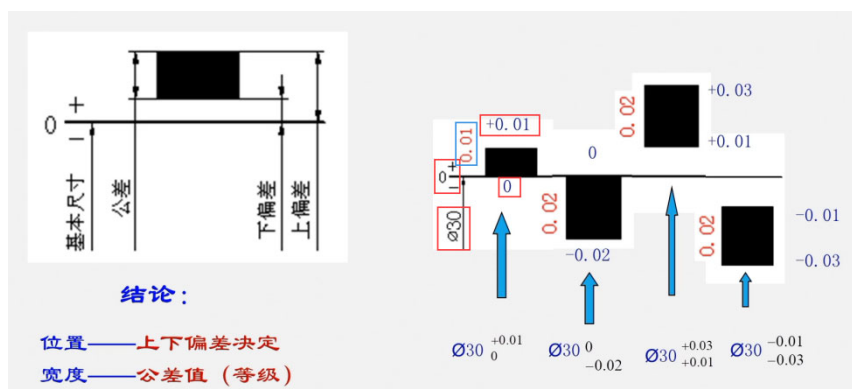 0
+
−
基本尺寸
公差
下偏差
上偏差
结论：
位置——上下偏差决定
宽度——公差值（等级）
+0.03
0.02
+0.01
+0.01
0.01
0
0
+
−
0
ø30
0.02
-0.02
-0.01
0.02
-0.03
Ø30 +0.01 0
Ø30 0 -0.02
Ø30 +0.03 +0.01
Ø30 -0.01 -0.03